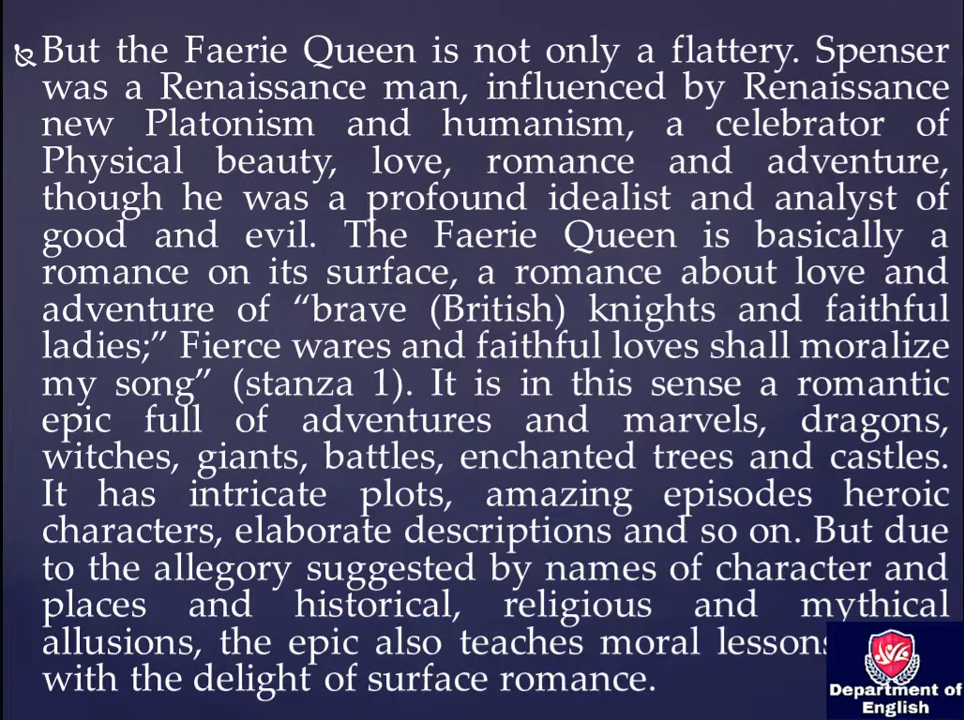 But the Faerie Queen is not only a flattery. Spenser
was a Renaissance man, influenced by Renaissance
new Platonism and humanism, a celebrator of
Physical beauty, love, romance and adventure,
though he was a profound idealist and analyst of
good and evil. The Faerie Queen is basically a
romance on its surface, a romance about love and
adventure of “brave (British) knights and faithful
ladies;” Fierce wares and faithful loves shall moralize
my song” (stanza 1). It is in this sense a romantic
epic full of adventures and marvels, dragons,
witches, giants, battles, enchanted trees and castles.
It has intricate plots, amazing episodes heroic
characters, elaborate descriptions and so on. But due
to the allegory suggested by names of character and
places and historical, religious and mythical
allusions, the epic also teaches moral lessons
with the delight of surface romance.
Department of
English